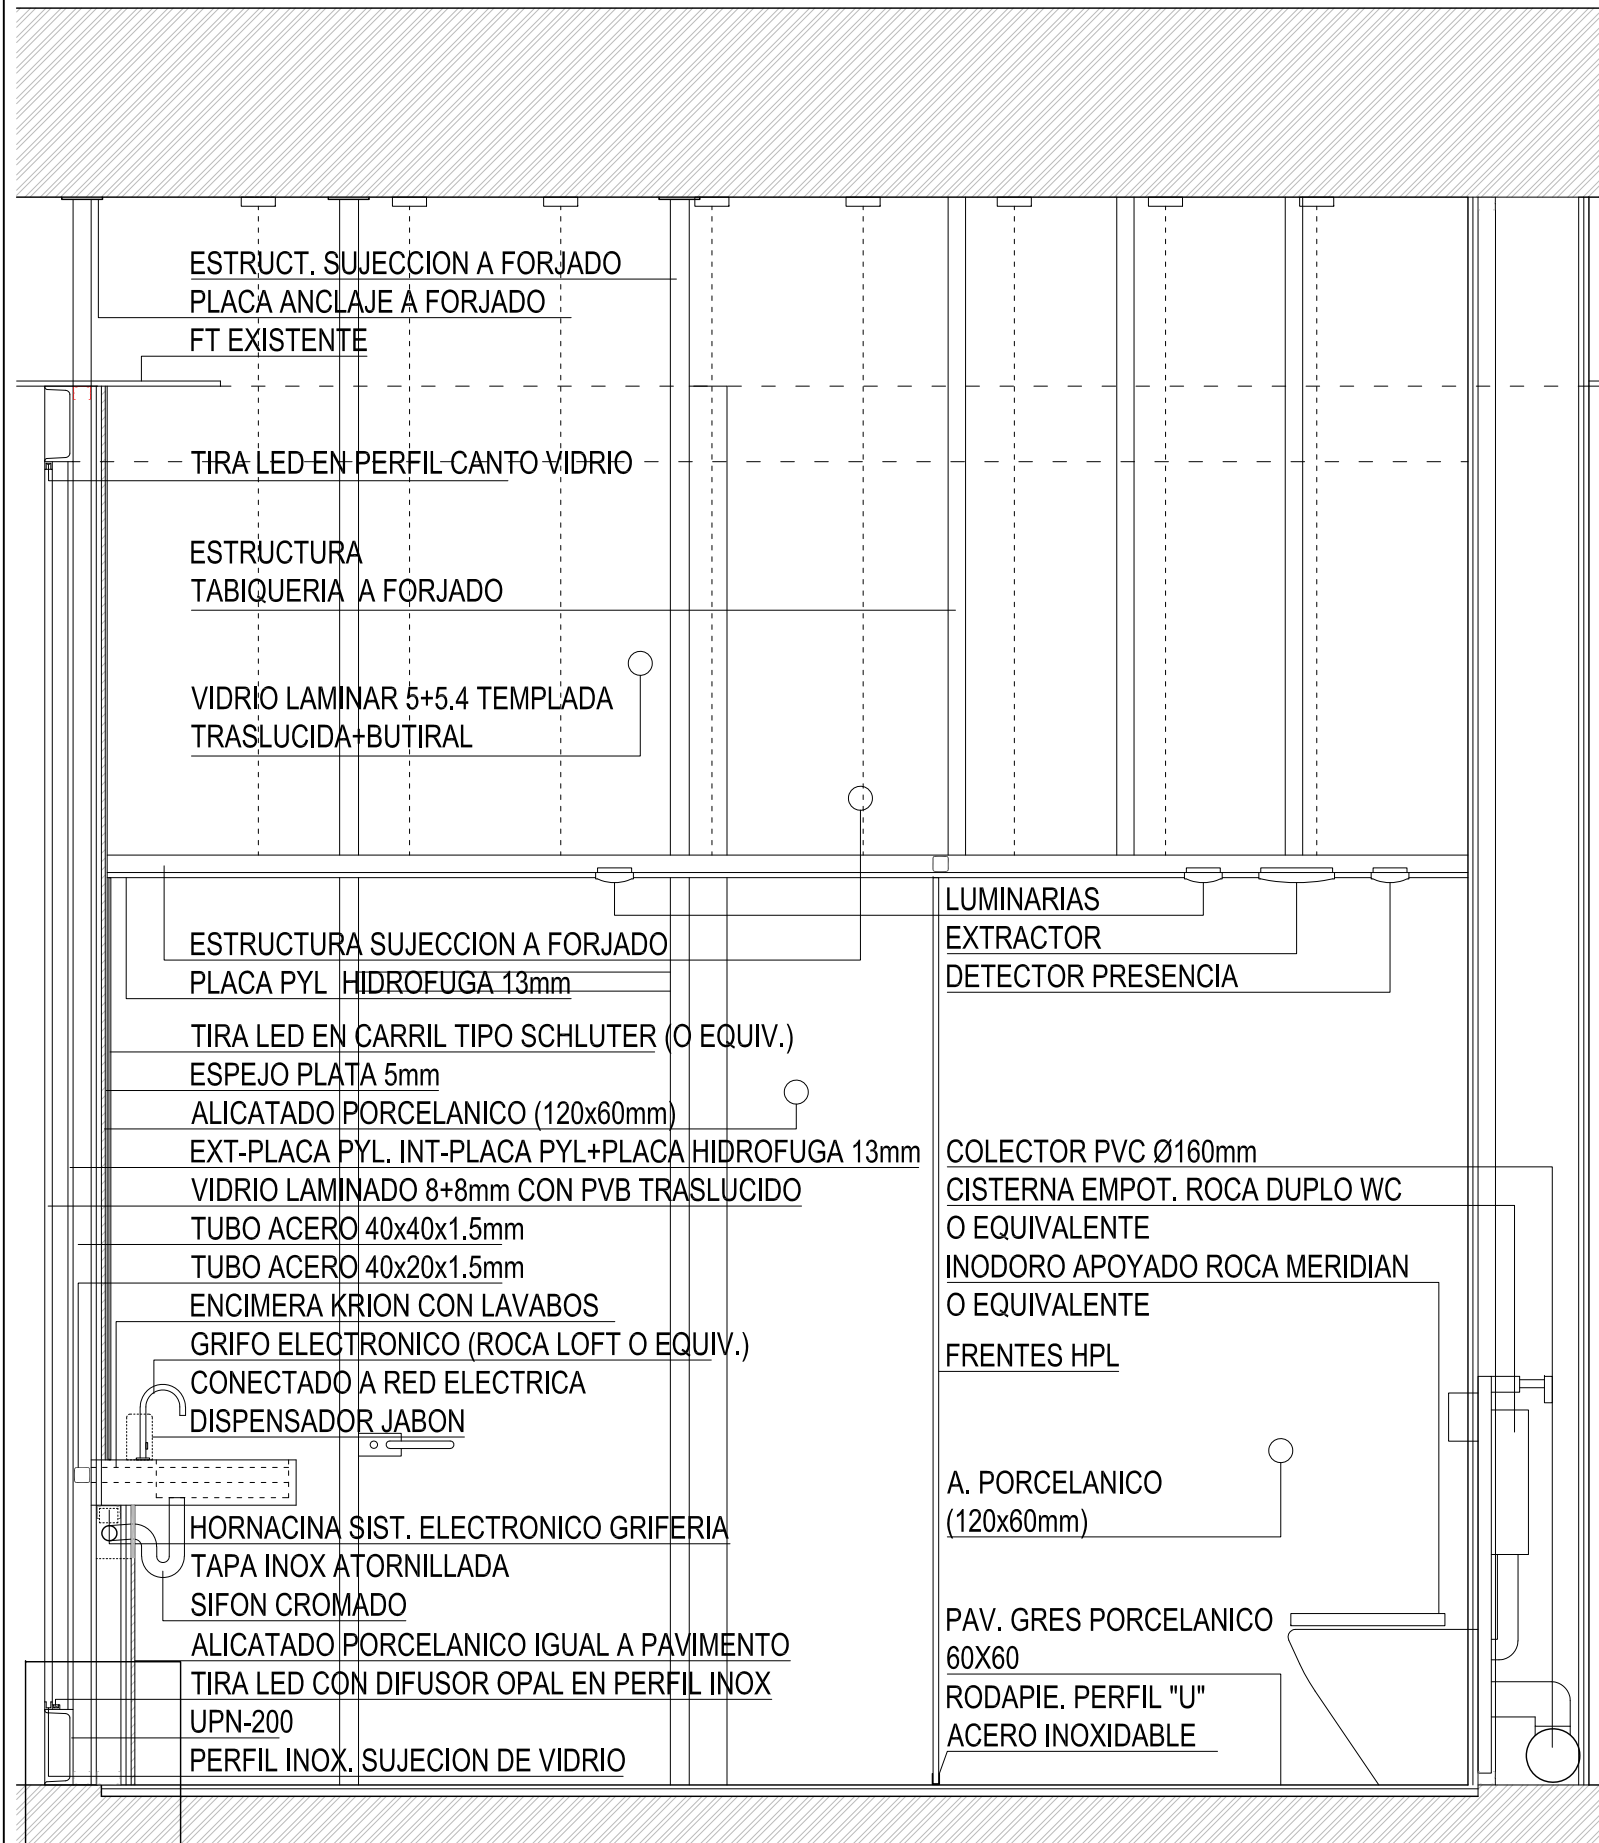 ESTRUCT. SUJECCION A FORJADO
PLACA ANCLAJE A FORJADO
FT EXISTENTE
TIRA LED EN PERFIL CANTO VIDRIO
ESTRUCTURA
TABIQUERIA A FORJADO
VIDRIO LAMINAR 5+5.4 TEMPLADA
TRASLUCIDA+BUTIRAL
ESTRUCTURA SUJECCION A FORJADO
PLACA PYL HIDROFUGA 13mm
TIRA LED EN CARRIL TIPO SCHLUTER (O EQUIV.)
ESPEJO PLATA 5mm
ALICATADO PORCELANICO (120x60mm)
EXT-PLACA PYL. INT-PLACA PYL+PLACA HIDROFUGA 13mm
VIDRIO LAMINADO 8+8mm CON PVB TRASLUCIDO
TUBO ACERO 40x40x1.5mm
TUBO ACERO 40x20x1.5mm
ENCIMERA KRION CON LAVABOS
GRIFO ELECTRONICO (ROCA LOFT O EQUIV.)
CONECTADO A RED ELECTRICA
DISPENSADOR JABON
HORNACINA SIST. ELECTRONICO GRIFERIA
TAPA INOX ATORNILLADA
SIFON CROMADO
ALICATADO PORCELANICO IGUAL A PAVIMENTO
TIRA LED CON DIFUSOR OPAL EN PERFIL INOX
UPN-200
PERFIL INOX. SUJECION DE VIDRIO
LUMINARIAS
EXTRACTOR
DETECTOR PRESENCIA
COLECTOR PVC Ø160mm
CISTERNA EMPOT. ROCA DUPLO WC
O EQUIVALENTE
INODORO APOYADO ROCA MERIDIAN
O EQUIVALENTE
FRENTES HPL
A. PORCELANICO
(120x60mm)
PAV. GRES PORCELANICO
60X60
RODAPIE. PERFIL "U"
ACERO INOXIDABLE